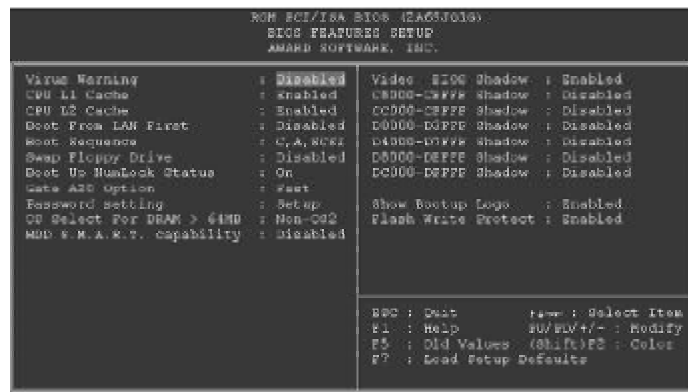 ROM PCI/ISA BIOS (2A65J016)
BIOS FEATURES SETUP
AWARD SOFTWARE, INC.
Virus Warning : Disabled
CPU L1 Cache : Enabled
CPU L2 Cache : Enabled
Boot From LAN First : Disabled
Boot Sequence : C,A,SCSI
Swap Floppy Drive : Disabled
Boot Up NumLock Status : On
Gate A20 Option : Fast
Password setting : Setup
OS Select For DRAM > 64MB : Non-OS2
HDD S.M.A.R.T. capability : Disabled
Video BIOS Shadow : Enabled
C8000-CBFFF Shadow : Disabled
CC000-CFFFF Shadow : Disabled
D0000-D3FFF Shadow : Disabled
D4000-D7FFF Shadow : Disabled
D8000-DBFFF Shadow : Disabled
DC000-DFFFF Shadow : Disabled
Show Bootup Logo : Enabled
Flash Write Protect : Enabled
ESC : Quit : Select Item
F1 : Help PU/PD/+/- : Modify
F5 : Old Values (Shift)F2 : Color
F7 : Load Setup Defaults